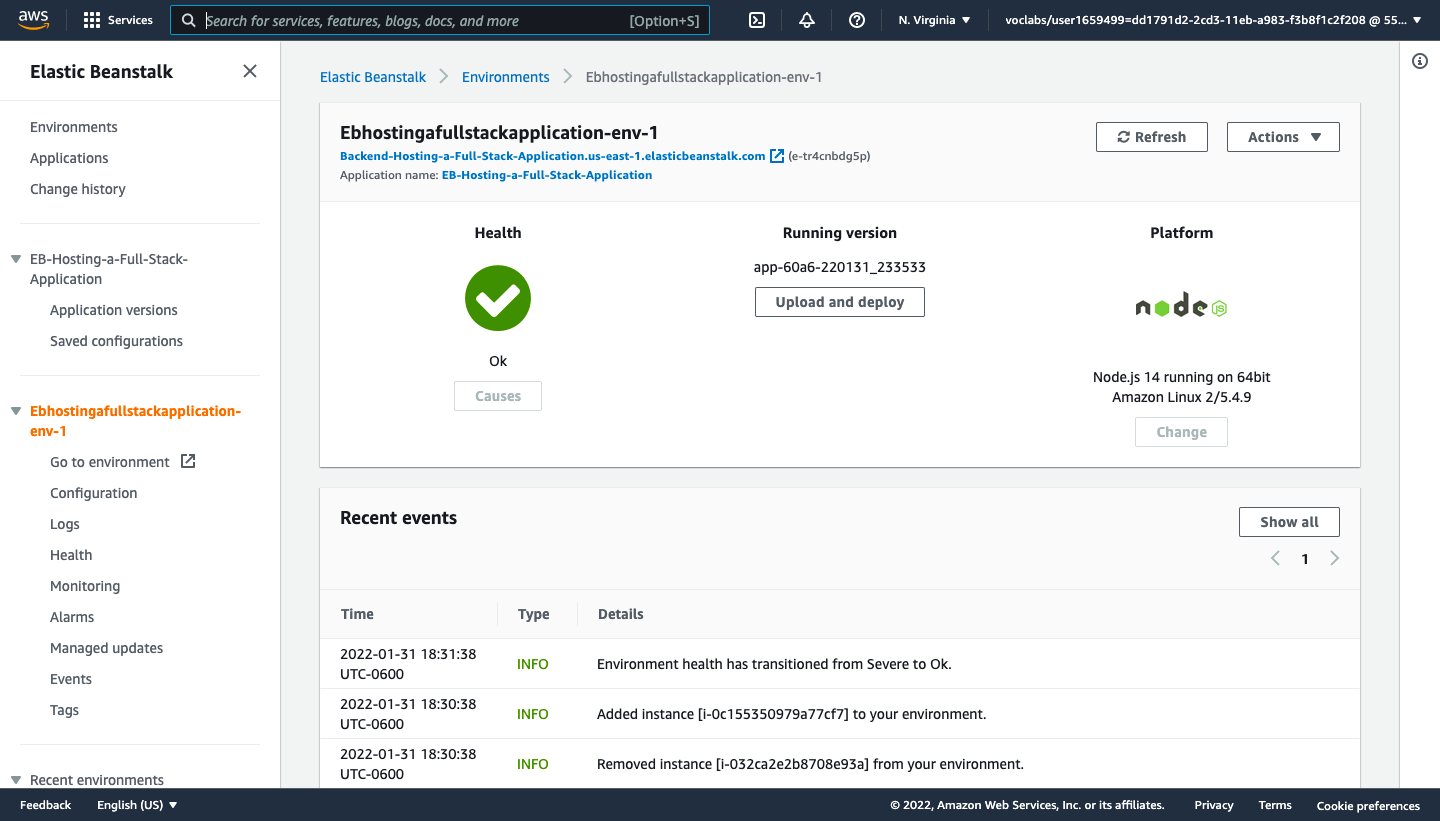 aws
Services
Search for services, features, blogs, docs, and more
[Option+S]
N. Virginia
voclabs/user1659499=dd1791d2-2cd3-11eb-a983-f3b8f1c2f208 @ 55...
Elastic Beanstalk
Environments
Applications
Change history
EB-Hosting-a-Full-Stack-
Application
Application versions
Saved configurations
Ebhostingafullstackapplication-
env-1
Go to environment
Configuration
Logs
Health
Monitoring
Alarms
Managed updates
Events
Tags
Recent environments
Elastic Beanstalk
Environments
Ebhostingafullstackapplication-env-1
Ebhostingafullstackapplication-env-1
Backend-Hosting-a-Full-Stack-Application.us-east-1.elasticbeanstalk.com (e-tr4cnbdg5p)
Application name: EB-Hosting-a-Full-Stack-Application
Refresh
Actions
Health
Ok
Causes
Running version
app-60a6-220131_233533
Upload and deploy
Platform
node
JS
Node.js 14 running on 64bit
Amazon Linux 2/5.4.9
Change
Recent events
Show all
1
Time Type Details
2022-01-31 18:31:38
UTC-0600
INFO
Environment health has transitioned from Severe to Ok.
2022-01-31 18:30:38
UTC-0600
INFO
Added instance [i-0c155350979a77cf7] to your environment.
2022-01-31 18:30:38
UTC-0600
INFO
Removed instance [i-032ca2e2b8708e93a] from your environment.
Feedback
English (US)
© 2022, Amazon Web Services, Inc. or its affiliates.
Privacy
Terms
Cookie preferences